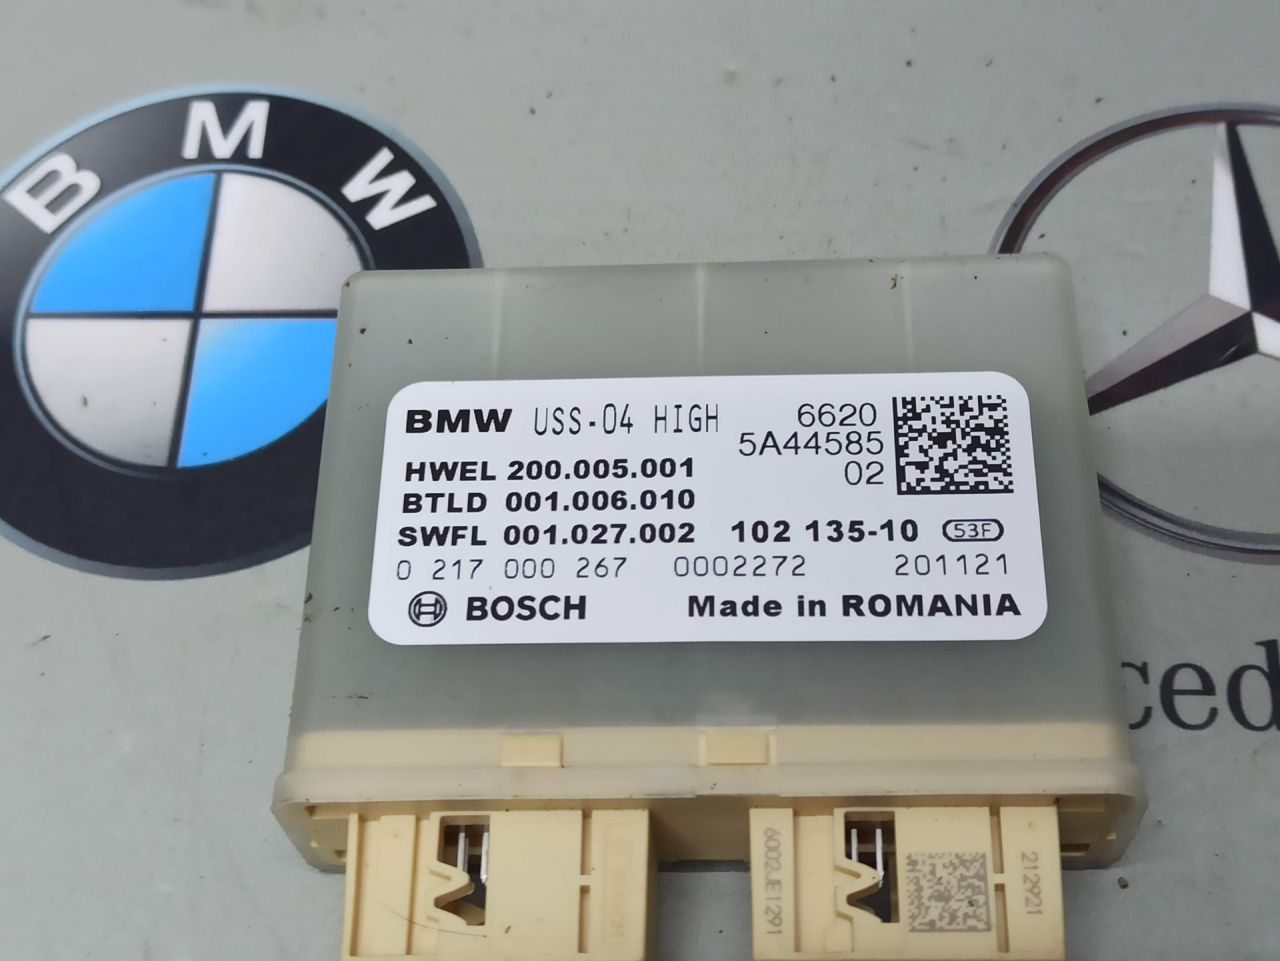 BMW
BMW USS-04 HIGH 6620
5A44585
HWEL 200.005.001 02
BTLD 001.006.010
SWFL 001.027.002 102 135-10 53F
0 217 000 267 0002272 201121
BOSCH Made in ROMANIA
ced
6002JE1291
212921